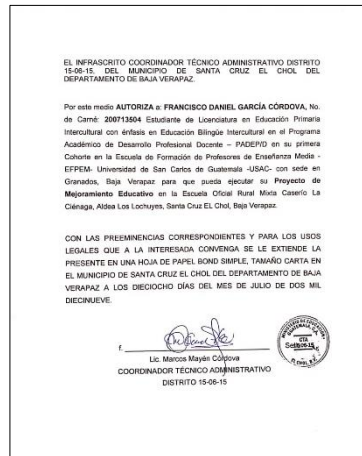 EL INFRASCRITO COORDINADOR TÉCNICO ADMINISTRATIVO DISTRITO
15-06-15, DEL MUNICIPIO DE SANTA CRUZ EL CHOL DEL
DEPARTAMENTO DE BAJA VERAPAZ.
Por este medio AUTORIZA a: FRANCISCO DANIEL GARCÍA CÓRDOVA, No.
de Carné: 200713504 Estudiante de Licenciatura en Educación Primaria
Intercultural con énfasis en Educación Bilingüe Intercultural en el Programa
Académico de Desarrollo Profesional Docente – PADEP/D en su primera
Cohorte en la Escuela de Formación de Profesores de Enseñanza Media -
EFPEM- Universidad de San Carlos de Guatemala -USAC- con sede en
Granados, Baja Verapaz para que pueda ejecutar su Proyecto de
Mejoramiento Educativo en la Escuela Oficial Rural Mixta Caserío La
Ciénaga, Aldea Los Lochuyes, Santa Cruz EL Chol, Baja Verapaz.
CON LAS PREEMINENCIAS CORRESPONDIENTES Y PARA LOS USOS
LEGALES QUE A LA INTERESADA CONVENGA SE LE EXTIENDE LA
PRESENTE EN UNA HOJA DE PAPEL BOND SIMPLE, TAMAÑO CARTA EN
EL MUNICIPIO DE SANTA CRUZ EL CHOL DEL DEPARTAMENTO DE BAJA
VERAPAZ A LOS DIECIOCHO DÍAS DEL MES DE JULIO DE DOS MIL
DIECINUEVE.
f.
Lic. Marcos Mayén Córdova
COORDINADOR TÉCNICO ADMINISTRATIVO
DISTRITO 15-06-15